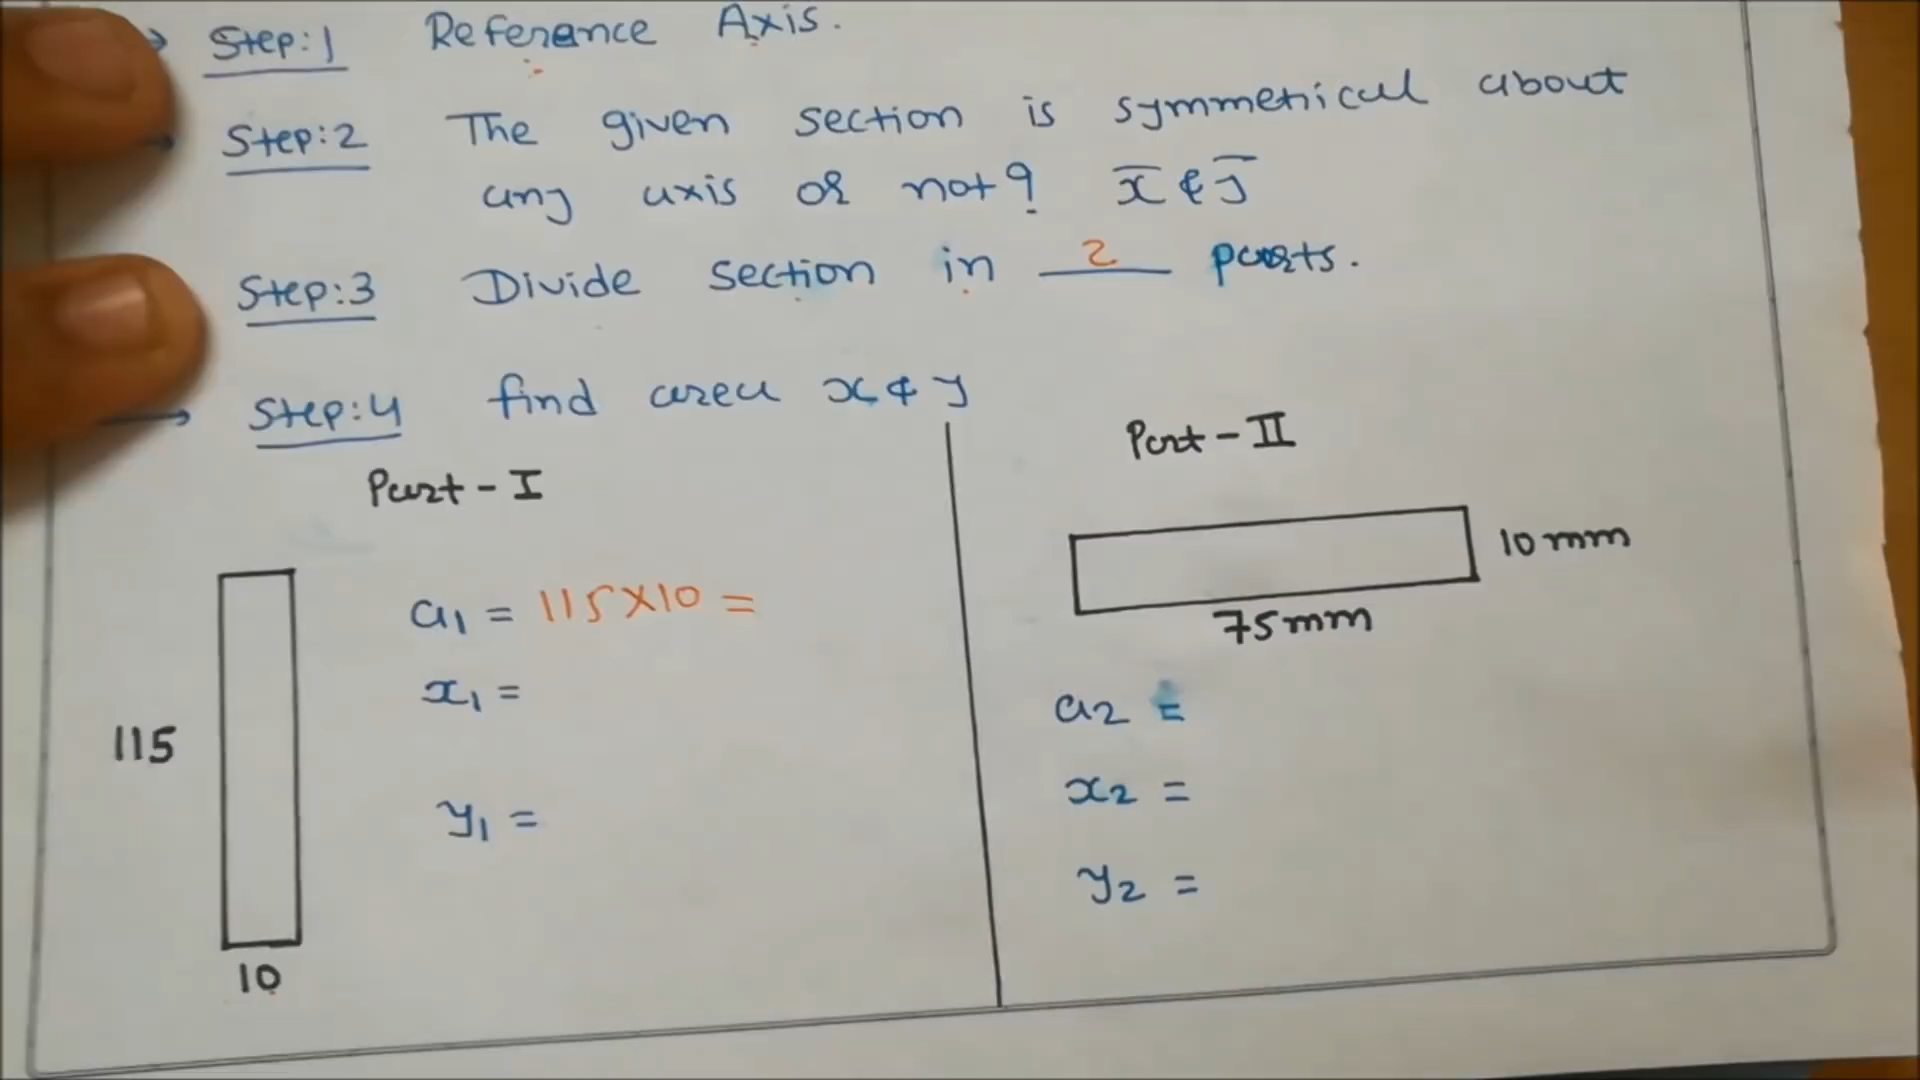 Step:1 Reference Axis.
Step:2 The given section is symmetrical about
any axis or not? x̄ & ȳ
Step:3 Divide section in 2 parts.
Step:4 find area x & y
Part-I
115
10
a1 = 115×10 =
x1 =
y1 =
Part-II
10mm
75mm
a2 =
x2 =
y2 =